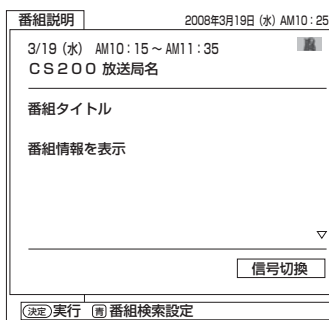 番組説明 2008年3月19日(水) AM10:25
3/19(水) AM10:15～AM11:35
CS200 放送局名
番組タイトル
番組情報を表示
▽
信号切換
決定 実行 青 番組検索設定